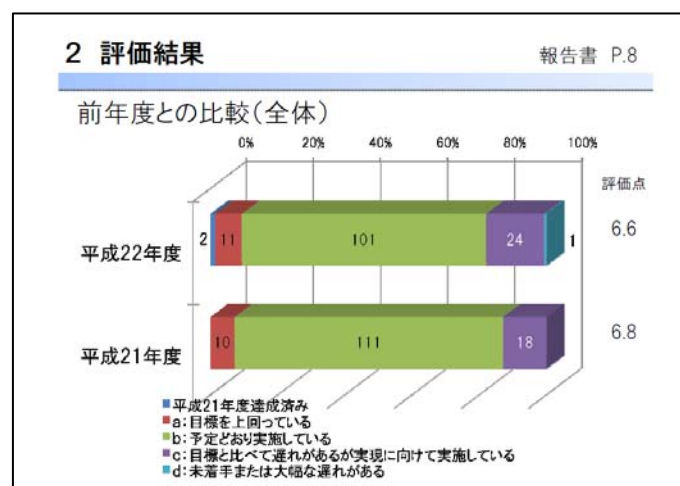 2 評価結果 報告書 P.8
前年度との比較(全体)
0% 20% 40% 60% 80% 100%
評価点
平成22年度 2 11 101 24 1 6.6
平成21年度 10 111 18 6.8
平成21年度達成済み
a:目標を上回っている
b:予定どおり実施している
c:目標と比べて遅れがあるが実現に向けて実施している
d:未着手または大幅な遅れがある